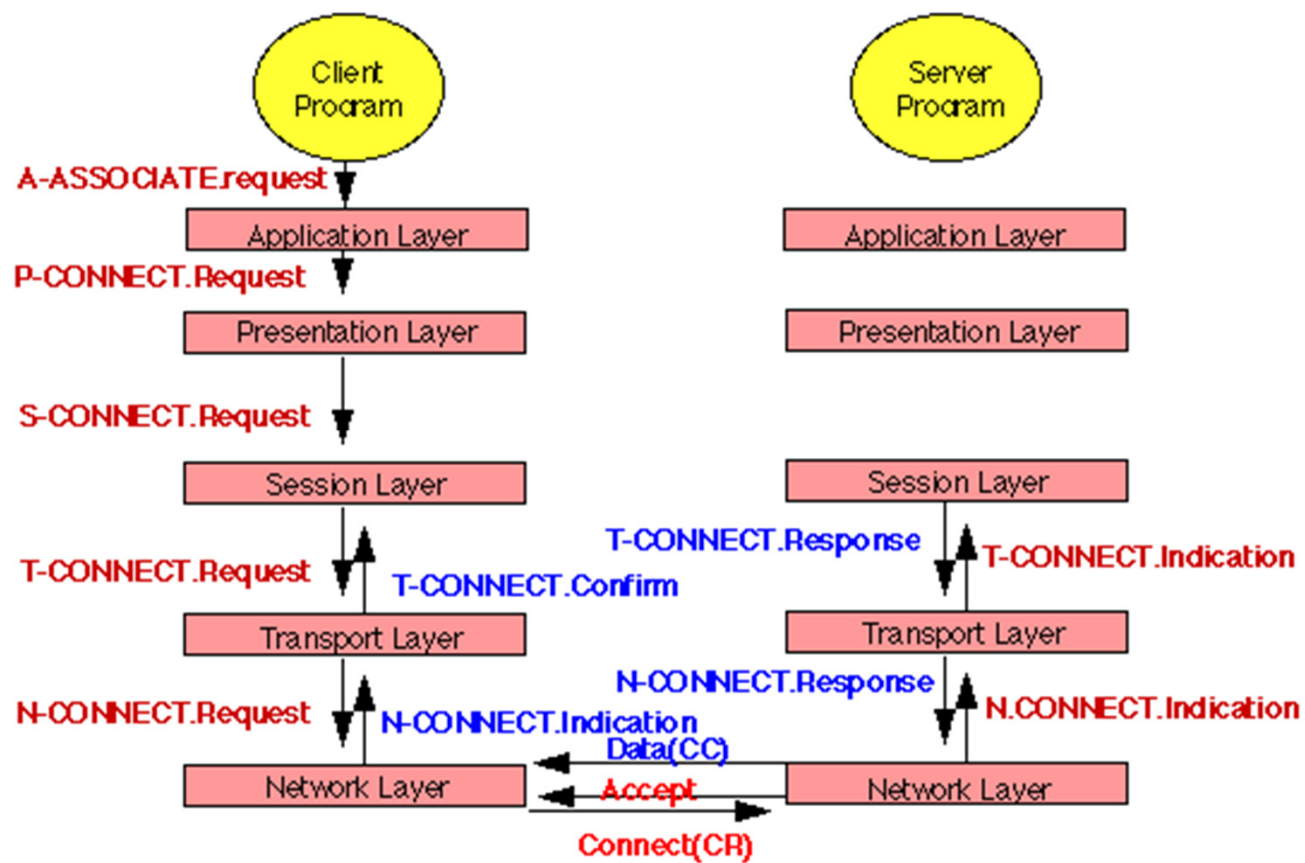 Client
Program
Server
Program
A-ASSOCIATE.request
Application Layer
Application Layer
P-CONNECT.Request
Presentation Layer
Presentation Layer
S-CONNECT.Request
Session Layer
Session Layer
T-CONNECT.Response
T-CONNECT.Indication
T-CONNECT.Request
T-CONNECT.Confirm
Transport Layer
Transport Layer
N-CONNECT.Response
N-CONNECT.Request
N-CONNECT.Indication
N.CONNECT.Indication
Data(CC)
Network Layer
Accept
Network Layer
Connect(CR)